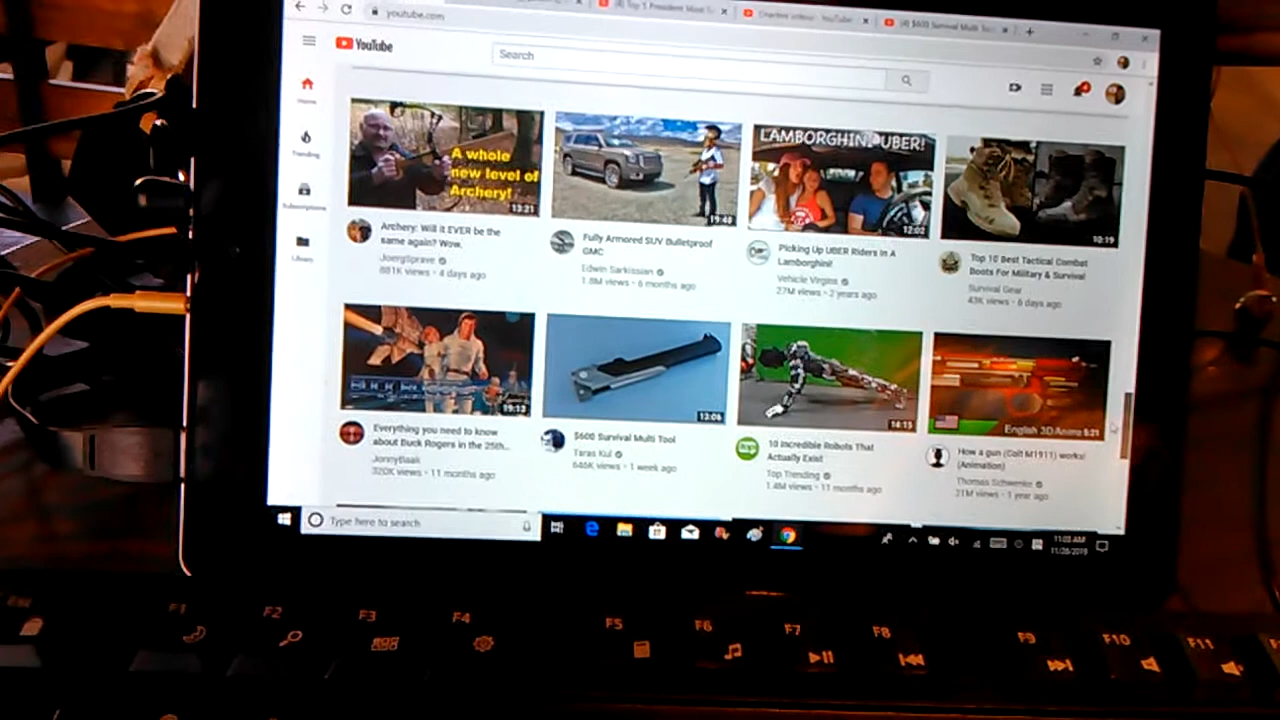 (4) Top 5 President Most S
Creative videos - YouTube
(4) $600 Survival Multi Too
youtube.com
YouTube
Search
4
Home
Trending
Subscriptions
Library
A whole
new level of
Archery!
13:21
19:48
LAMBORGHINI UBER!
12:02
10:19
Archery: Will it EVER be the
same again? Wow.
JoergSprave
881K views • 4 days ago
Fully Armored SUV Bulletproof
GMC
Edwin Sarkissian
1.8M views • 6 months ago
Picking Up UBER Riders In A
Lamborghini!
Vehicle Virgins
27M views • 2 years ago
Top 10 Best Tactical Combat
Boots For Military & Survival
Survival Gear
43K views • 6 days ago
19:13
13:06
14:15
English 3D Anima 5:21
Everything you need to know
about Buck Rogers in the 25th...
JonnyBaak
320K views • 11 months ago
$600 Survival Multi Tool
Taras Kul
646K views • 1 week ago
top
10 Incredible Robots That
Actually Exist
Top Trending
1.4M views • 11 months ago
How a gun (Colt M1911) works!
(Animation)
Thomas Schwenke
21M views • 1 year ago
Type here to search
11:03 AM
11/26/2019
Esc
F1
F2
F3
F4
F5
F6
F7
F8
F9
F10
F11